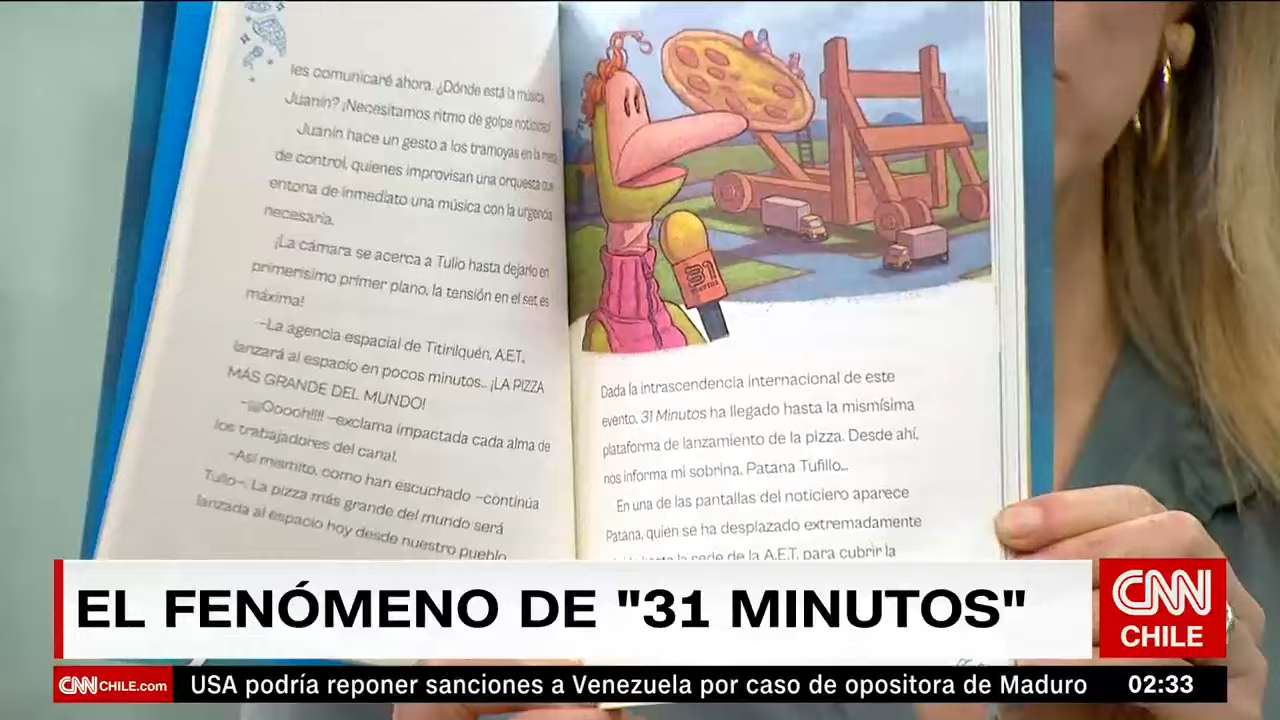 les comunicaré ahora. ¿Dónde está la música,
Juanín? ¡Necesitamos ritmo de golpe noticioso!
Juanín hace un gesto a los tramoyas en la mesa
de control, quienes improvisan una orquesta que
entona de inmediato una música con la urgencia
necesaria.
¡La cámara se acerca a Tulio hasta dejarlo en
primerísimo primer plano, la tensión en el set es
máxima!
–La agencia espacial de Titirilquén, A.E.T.,
lanzará al espacio en pocos minutos... ¡LA PIZZA
MÁS GRANDE DEL MUNDO!
–¡¡¡Ooooh!!!! –exclama impactada cada alma de
los trabajadores del canal.
–Así mismito, como han escuchado –continúa
Tulio–. La pizza más grande del mundo será
lanzada al espacio hoy desde nuestro pueblo
31
minutos
Dada la intrascendencia internacional de este
evento, 31 Minutos ha llegado hasta la mismísima
plataforma de lanzamiento de la pizza. Desde ahí,
nos informa mi sobrina, Patana Tufillo...
En una de las pantallas del noticiero aparece
Patana, quien se ha desplazado extremadamente
la sede de la A.E.T. para cubrir la
EL FENÓMENO DE "31 MINUTOS"
CNN
CHILE
CNNCHILE.com USA podría reponer sanciones a Venezuela por caso de opositora de Maduro 02:33